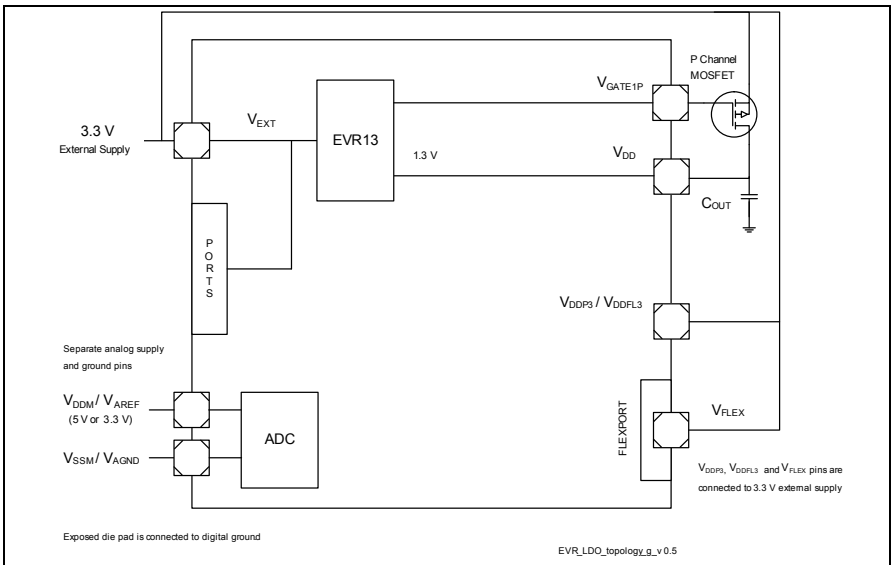 P Channel
MOSFET
VGATE1P
VEXT
3.3 V
External Supply
EVR13
1.3 V
VDD
COUT
PORTS
VDDP3 / VDDFL3
Separate analog supply
and ground pins
VDDM / VAREF
(5 V or 3.3 V)
ADC
VSSM / VAGND
FLEXPORT
VFLEX
VDDP3, VDDFL3 and VFLEX pins are
connected to 3.3 V external supply
Exposed die pad is connected to digital ground
EVR_LDO_topology_g_v 0.5